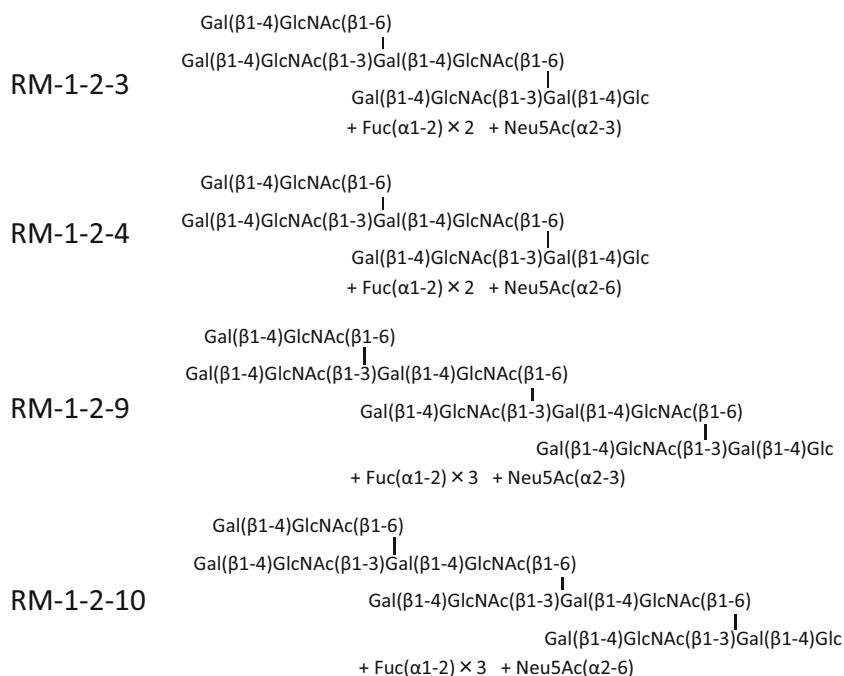 Gal(β1-4)GlcNAc(β1-6)
Gal(β1-4)GlcNAc(β1-3)Gal(β1-4)GlcNAc(β1-6)
RM-1-2-3
Gal(β1-4)GlcNAc(β1-3)Gal(β1-4)Glc
+ Fuc(α1-2) × 2 + Neu5Ac(α2-3)
Gal(β1-4)GlcNAc(β1-6)
Gal(β1-4)GlcNAc(β1-3)Gal(β1-4)GlcNAc(β1-6)
RM-1-2-4
Gal(β1-4)GlcNAc(β1-3)Gal(β1-4)Glc
+ Fuc(α1-2) × 2 + Neu5Ac(α2-6)
Gal(β1-4)GlcNAc(β1-6)
Gal(β1-4)GlcNAc(β1-3)Gal(β1-4)GlcNAc(β1-6)
RM-1-2-9
Gal(β1-4)GlcNAc(β1-3)Gal(β1-4)GlcNAc(β1-6)
Gal(β1-4)GlcNAc(β1-3)Gal(β1-4)Glc
+ Fuc(α1-2) × 3 + Neu5Ac(α2-3)
Gal(β1-4)GlcNAc(β1-6)
Gal(β1-4)GlcNAc(β1-3)Gal(β1-4)GlcNAc(β1-6)
RM-1-2-10
Gal(β1-4)GlcNAc(β1-3)Gal(β1-4)GlcNAc(β1-6)
Gal(β1-4)GlcNAc(β1-3)Gal(β1-4)Glc
+ Fuc(α1-2) × 3 + Neu5Ac(α2-6)